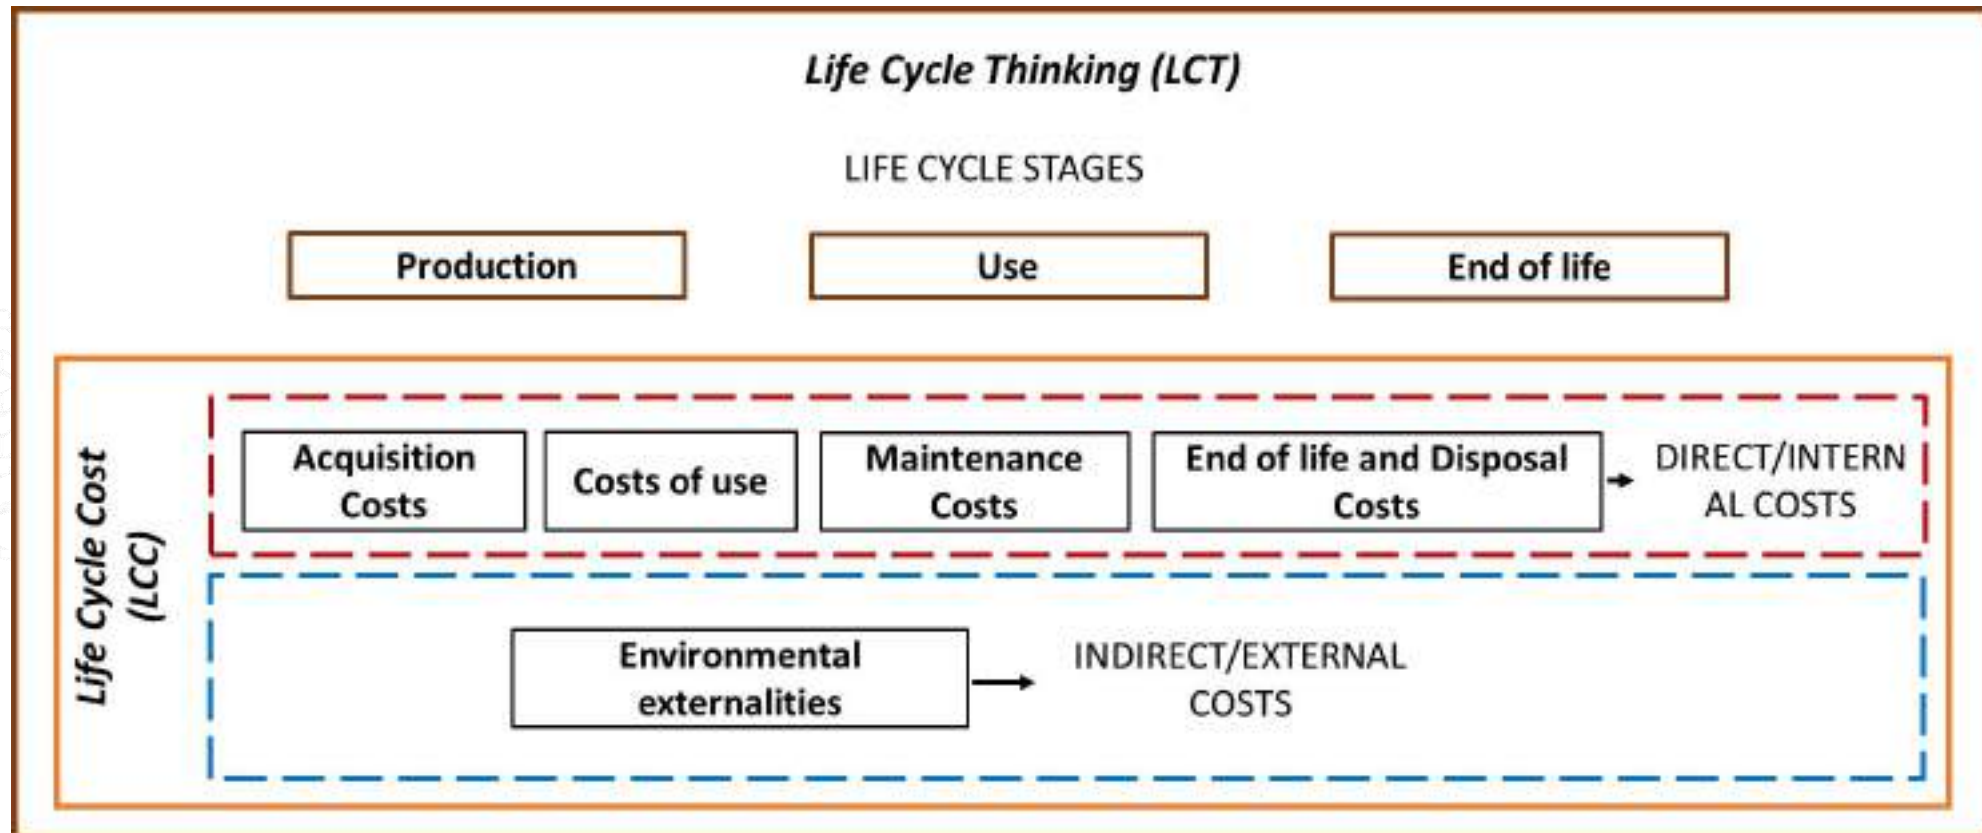 Life Cycle Thinking (LCT)
LIFE CYCLE STAGES
Production
Use
End of life
Life Cycle Cost
(LCC)
Acquisition
Costs
Costs of use
Maintenance
Costs
End of life and Disposal
Costs
DIRECT/INTERN
AL COSTS
Environmental
externalities
INDIRECT/EXTERNAL
COSTS